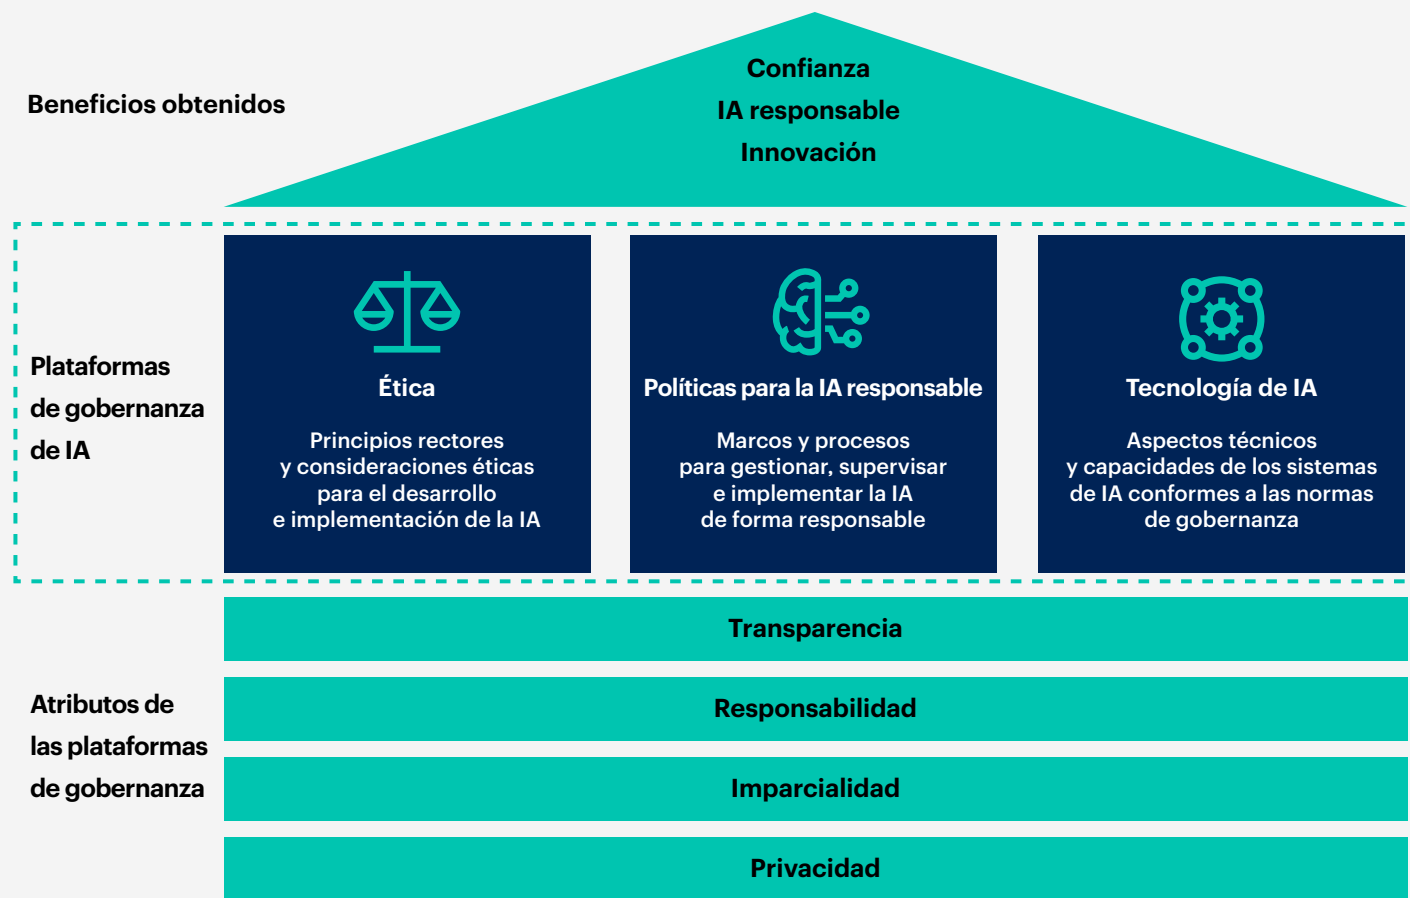 Beneficios obtenidos
Confianza
IA responsable
Innovación
Plataformas
de gobernanza
de IA
Ética
Principios rectores
y consideraciones éticas
para el desarrollo
e implementación de la IA
Políticas para la IA responsable
Marcos y procesos
para gestionar, supervisar
e implementar la IA
de forma responsable
Tecnología de IA
Aspectos técnicos
y capacidades de los sistemas
de IA conformes a las normas
de gobernanza
Atributos de
las plataformas
de gobernanza
Transparencia
Responsabilidad
Imparcialidad
Privacidad